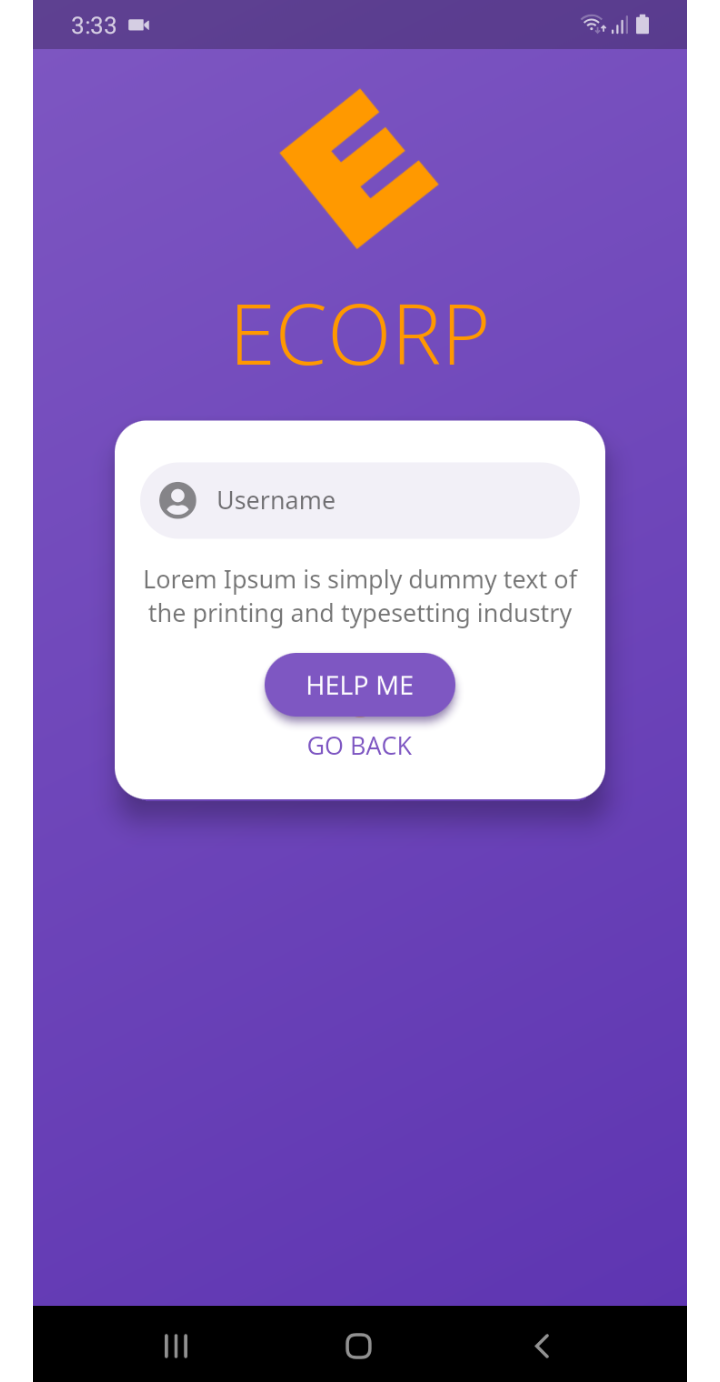 3:33
E
ECORP
Username
Lorem Ipsum is simply dummy text of
the printing and typesetting industry
HELP ME
GO BACK